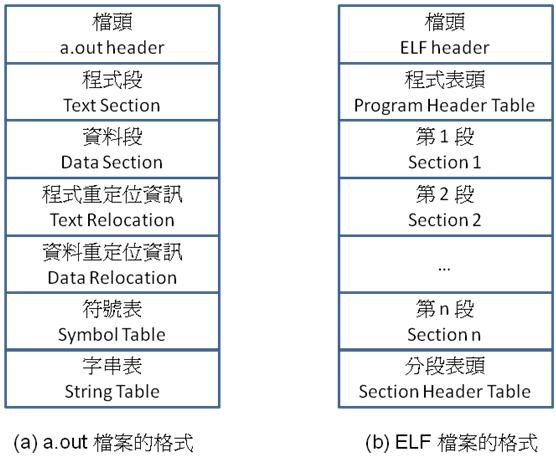 檔頭
a.out header
程式段
Text Section
資料段
Data Section
程式重定位資訊
Text Relocation
資料重定位資訊
Data Relocation
符號表
Symbol Table
字串表
String Table
(a) a.out 檔案的格式
檔頭
ELF header
程式表頭
Program Header Table
第 1 段
Section 1
第 2 段
Section 2
...
第 n 段
Section n
分段表頭
Section Header Table
(b) ELF 檔案的格式